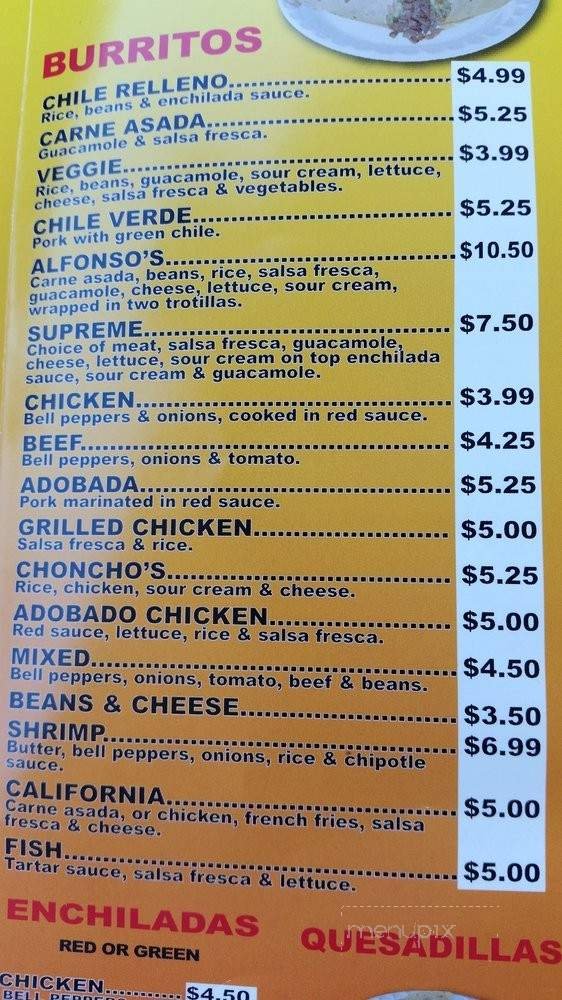 BURRITOS
CHILE RELLENO.................................$4.99
Rice, beans & enchilada sauce.
CARNE ASADA.................................$5.25
Guacamole & salsa fresca.
VEGGIE.................................$3.99
Rice, beans, guacamole, sour cream, lettuce,
cheese, salsa fresca & vegetables.
CHILE VERDE.................................$5.25
Pork with green chile.
ALFONSO'S.................................$10.50
Carne asada, beans, rice, salsa fresca,
guacamole, cheese, lettuce, sour cream,
wrapped in two trotillas.
SUPREME.................................$7.50
Choice of meat, salsa fresca, guacamole,
cheese, lettuce, sour cream on top enchilada
sauce, sour cream & guacamole.
CHICKEN.................................$3.99
Bell peppers & onions, cooked in red sauce.
BEEF.................................$4.25
Bell peppers, onions & tomato.
ADOBADA.................................$5.25
Pork marinated in red sauce.
GRILLED CHICKEN.................................$5.00
Salsa fresca & rice.
CHONCHO'S.................................$5.25
Rice, chicken, sour cream & cheese.
ADOBADO CHICKEN.................................$5.00
Red sauce, lettuce, rice & salsa fresca.
MIXED.................................$4.50
Bell peppers, onions, tomato, beef & beans.
BEANS & CHEESE.................................$3.50
SHRIMP.................................$6.99
Butter, bell peppers, onions, rice & chipotle
sauce.
CALIFORNIA.................................$5.00
Carne asada, or chicken, french fries, salsa
fresca & cheese.
FISH.................................$5.00
Tartar sauce, salsa fresca & lettuce.
ENCHILADAS
RED OR GREEN
CHICKEN...........$4.50
BELL PEPPERS
menupix
QUESADILLAS